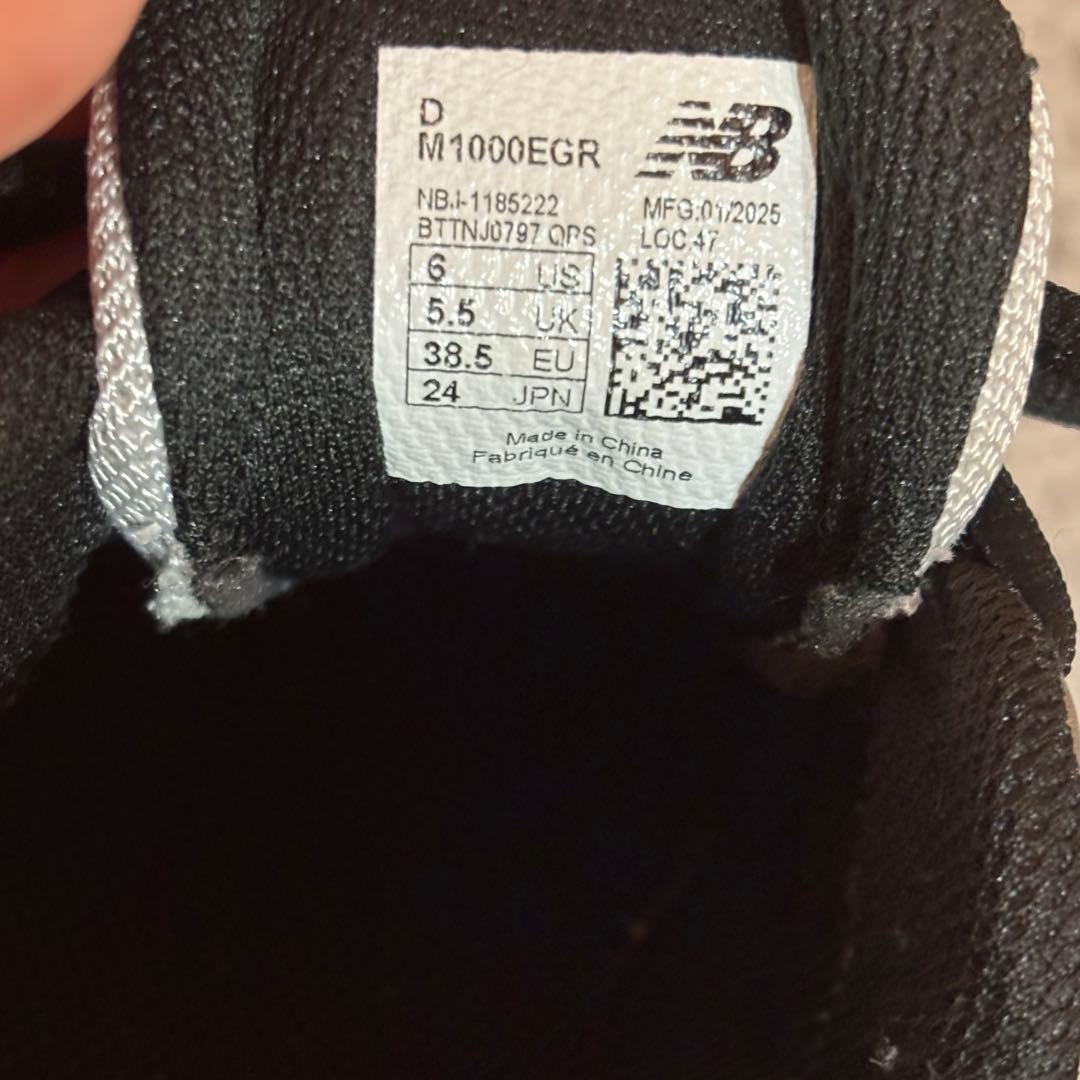 D
M1000EGR
NB
NBJ-1185222
MFG:01/2025
BTTNJ0797 QPS
LOC 47
6 US
5.5 UK
38.5 EU
24 JPN
Made in China
Fabriqué en Chine